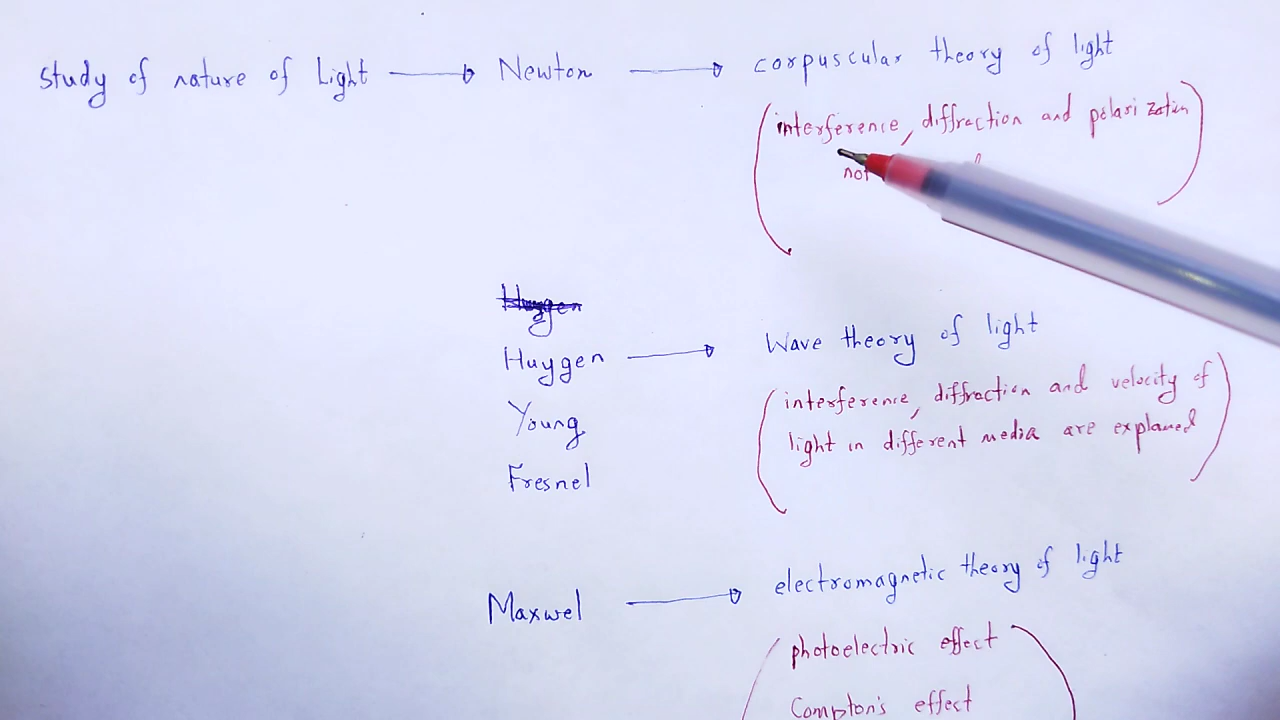 Study of nature of Light Newton corpuscular theory of light
(interference, diffraction and polarization
not
Huygen
Huygen Wave theory of light
Young (interference, diffraction and velocity of
Fresnel light in different media are explained)
Maxwel electromagnetic theory of light
(photoelectric effect
Compton's effect